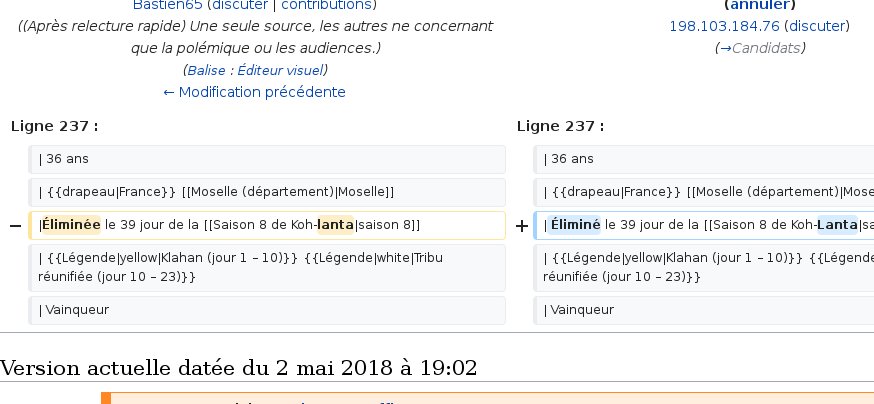 Bastien65 (discuter | contributions)
((Après relecture rapide) Une seule source, les autres ne concernant
que la polémique ou les audiences.)
(Balise : Éditeur visuel)
← Modification précédente
(annuler)
198.103.184.76 (discuter)
(→Candidats)
Ligne 237 :
| 36 ans
| {{drapeau|France}} [[Moselle (département)|Moselle]]
− |Éliminée le 39 jour de la [[Saison 8 de Koh-lanta|saison 8]]
| {{Légende|yellow|Klahan (jour 1 – 10)}} {{Légende|white|Tribu
réunifiée (jour 10 – 23)}}
| Vainqueur
Ligne 237 :
| 36 ans
| {{drapeau|France}} [[Moselle (département)|Mose
+ | Éliminé le 39 jour de la [[Saison 8 de Koh-Lanta|sa
| {{Légende|yellow|Klahan (jour 1 – 10)}} {{Légende
réunifiée (jour 10 – 23)}}
| Vainqueur
Version actuelle datée du 2 mai 2018 à 19:02